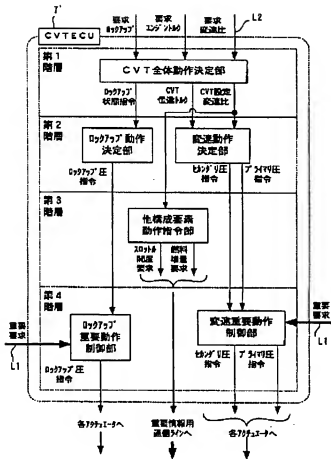 T'
CVTECU
要求
ロックアップ
要求
エンジントルク
要求
変速比
L2
第1
階層
CVT全体動作決定部
ロックアップ
状態指令
CVT
伝達トルク
CVT設定
変速比
第2
階層
ロックアップ動作
決定部
変速動作
決定部
ロックアップ圧
指令
セカンダリ圧
指令
プライマリ圧
指令
第3
階層
他構成要素
動作指令部
スロットル
開度
要求
燃料
増量
要求
第4
階層
重要
要求
L1
ロックアップ
重要動作
制御部
変速重要動作
制御部
重要
要求
L1
ロックアップ圧
指令
セカンダリ圧
指令
プライマリ圧
指令
各アクチュエータへ
重要情報用
通信ラインへ
各アクチュエータへ